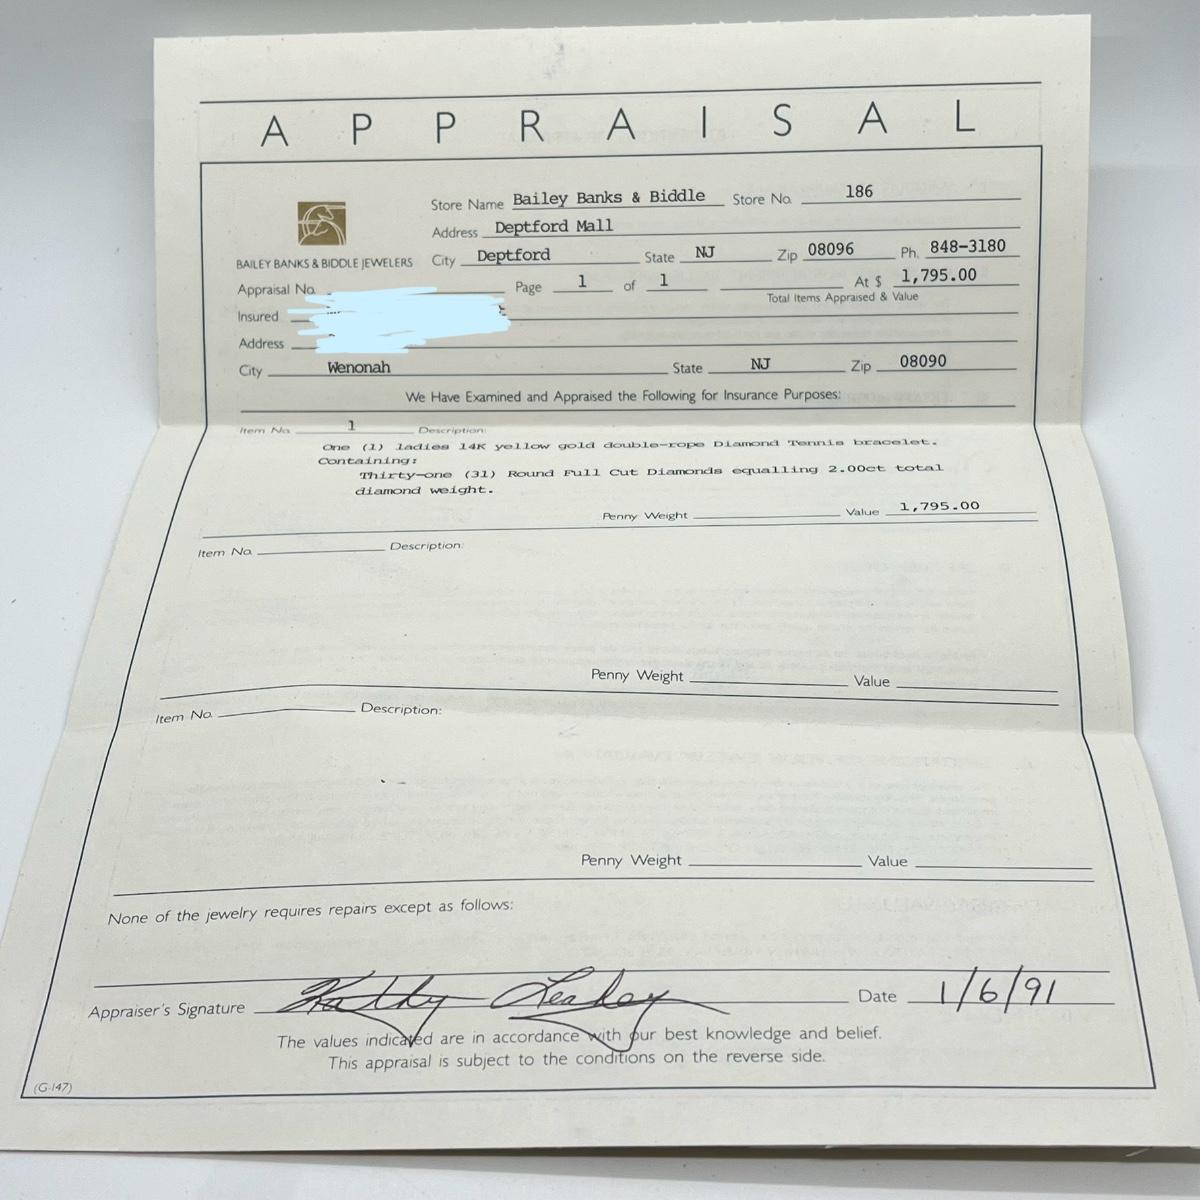 APPRAISAL
Store Name Bailey Banks & Biddle Store No. 186
Address Deptford Mall
BAILEY BANKS & BIDDLE JEWELERS
City Deptford State NJ Zip 08096 Ph. 848-3180
Appraisal No. Page 1 of 1 At $ 1,795.00
Total Items Appraised & Value
Insured
Address
City Wenonah State NJ Zip 08090
We Have Examined and Appraised the Following for Insurance Purposes:
Item No. 1 Description:
One (1) ladies 14K yellow gold double-rope Diamond Tennis bracelet.
Containing:
Thirty-one (31) Round Full Cut Diamonds equalling 2.00ct total
diamond weight.
Penny Weight Value 1,795.00
Item No. Description:
Penny Weight Value
Item No. Description:
Penny Weight Value
None of the jewelry requires repairs except as follows:
Appraiser's Signature Kathy Date 1/6/91
The values indicated are in accordance with our best knowledge and belief.
This appraisal is subject to the conditions on the reverse side.
(G-147)